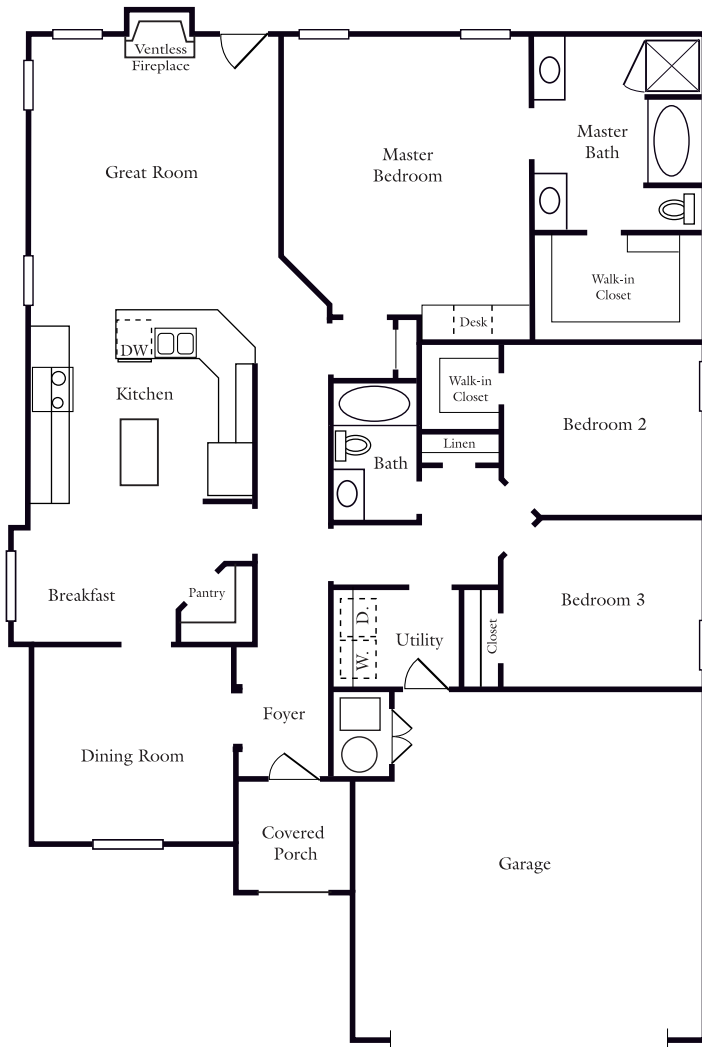 Ventless
Fireplace
Great Room
Master
Bedroom
Master
Bath
Walk-in
Closet
Desk
DW
Kitchen
Walk-in
Closet
Bedroom 2
Linen
Bath
Breakfast
Pantry
Bedroom 3
D.
W.
Utility
Closet
Foyer
Dining Room
Covered
Porch
Garage